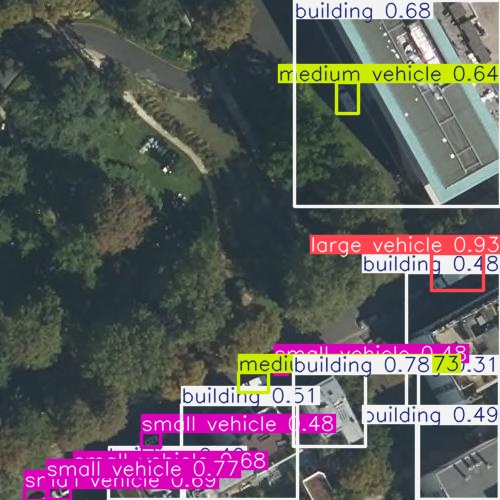 building 0.68
medium vehicle 0.64
large vehicle 0.93
building 0.48
small vehicle 0.48
building 0.78
73
.31
building 0.51
building 0.49
small vehicle 0.48
68
small vehicle 0.77
small vehicle 0.69